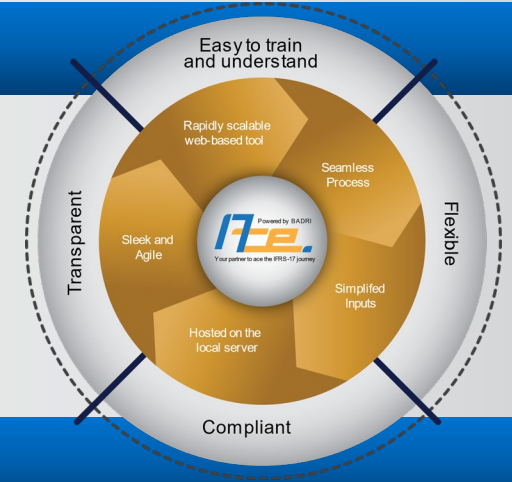 Easy to train
and understand
Rapidly scalable
web-based tool
Seamless
Process
Transparent
Flexible
Sleek and
Agile
Powered by BADRI
17ce.
Your partner to ace the IFRS-17 journey
Simplifed
Inputs
Hosted on the
local server
Compliant